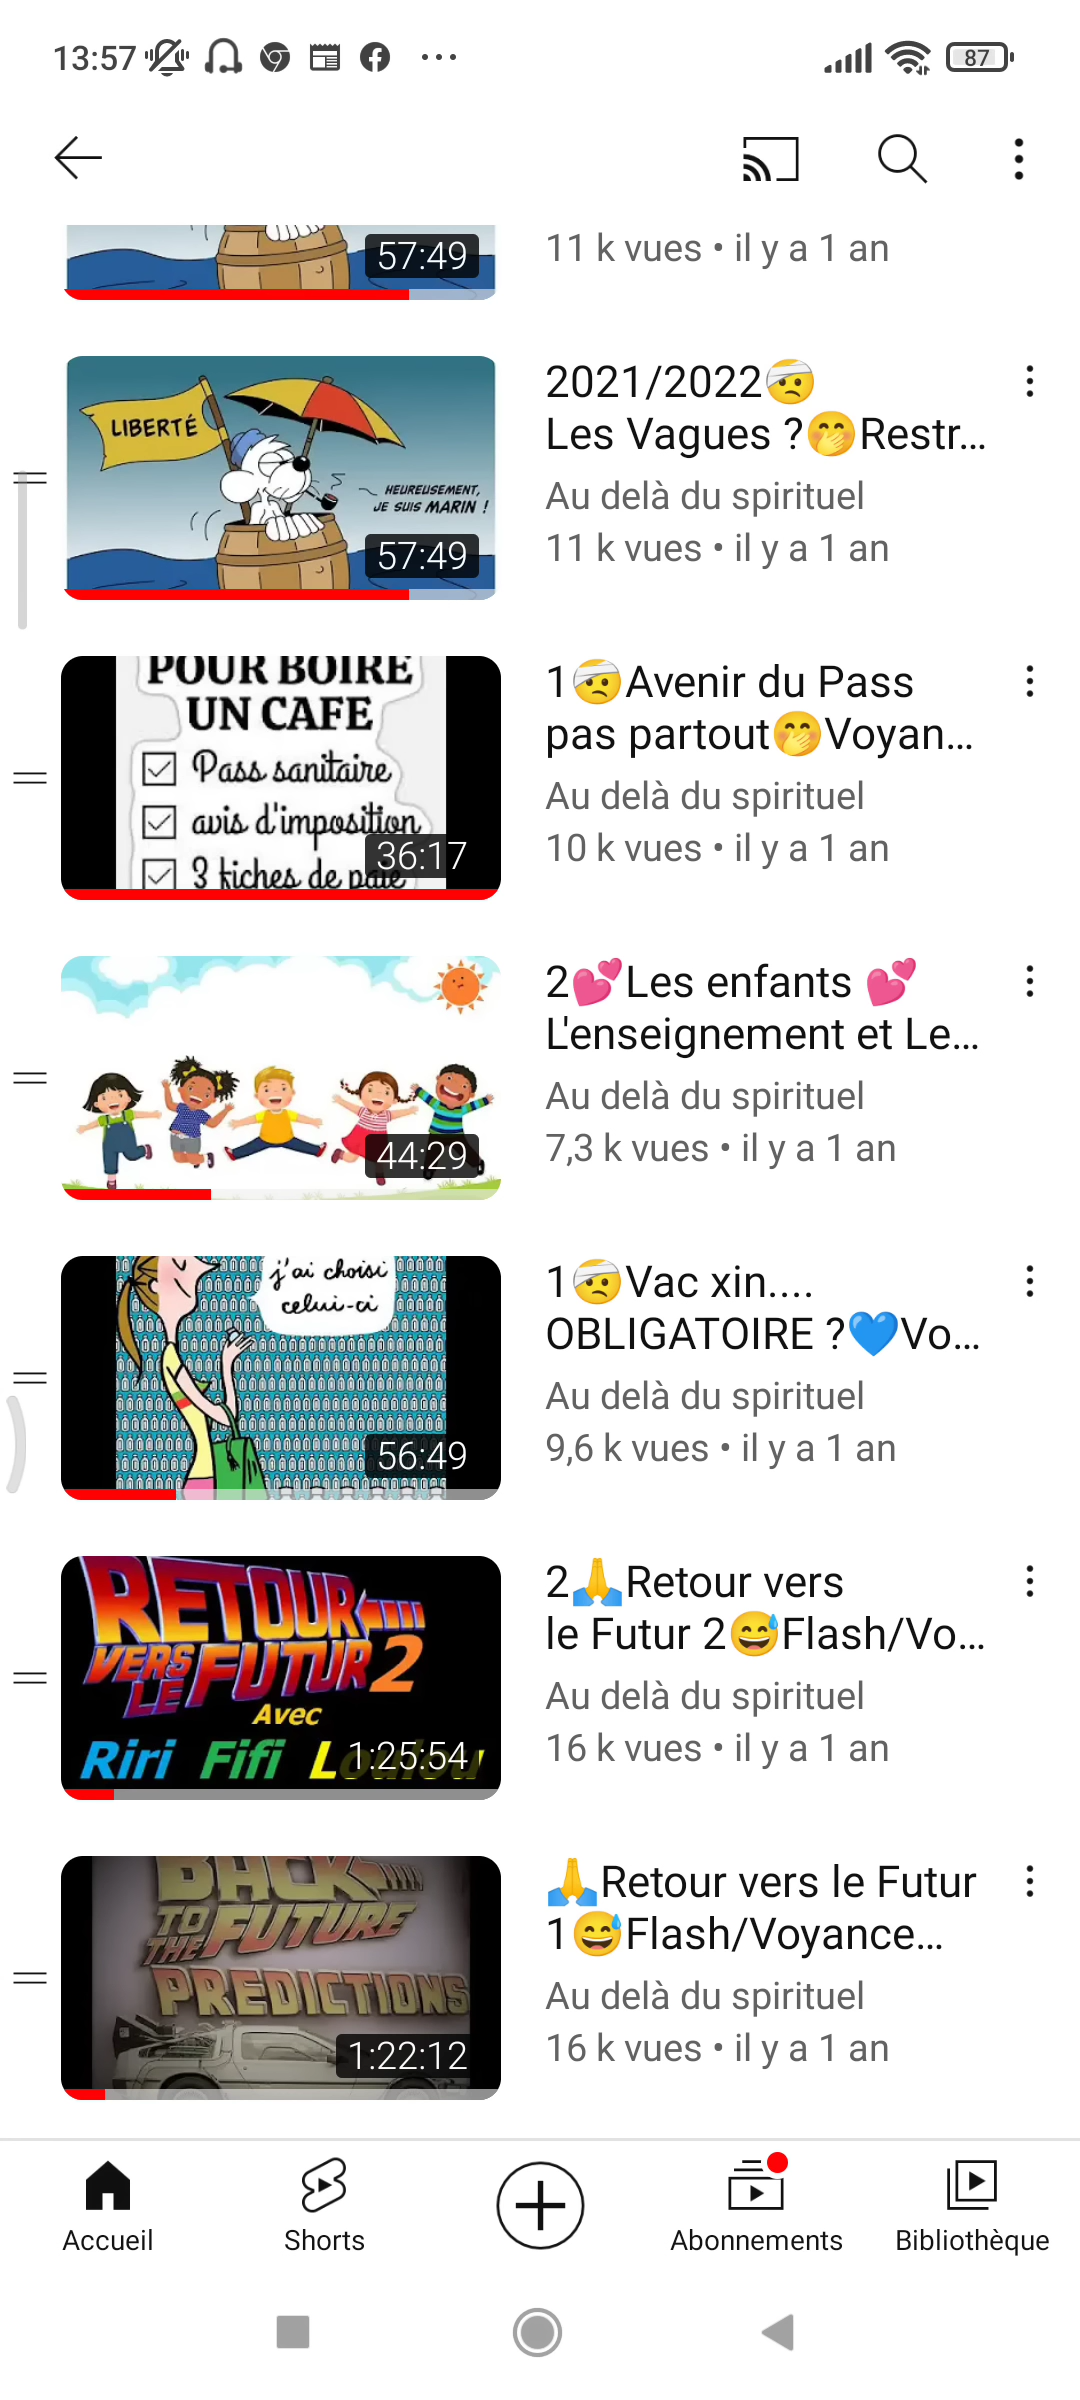 13:57
87
57:49
11 k vues • il y a 1 an
LIBERTÉ
HEUREUSEMENT,
JE SUIS MARIN !
57:49
2021/2022🤕
Les Vagues ?🤭Restr...
Au delà du spirituel
11 k vues • il y a 1 an
POUR BOIRE
UN CAFE
Pass sanitaire
avis d'imposition
3 fiches de paie
36:17
1🤕Avenir du Pass
pas partout🤭Voyan...
Au delà du spirituel
10 k vues • il y a 1 an
44:29
2💕Les enfants 💕
L'enseignement et Le...
Au delà du spirituel
7,3 k vues • il y a 1 an
j'ai choisi
celui-ci
56:49
1🤕Vac xin....
OBLIGATOIRE ?💙Vo...
Au delà du spirituel
9,6 k vues • il y a 1 an
RETOUR
VERS LE FUTUR 2
Avec
Riri Fifi Loulou
1:25:54
2🙏Retour vers
le Futur 2😅Flash/Vo...
Au delà du spirituel
16 k vues • il y a 1 an
BACK
TO THE FUTURE
PREDICTIONS
1:22:12
🙏Retour vers le Futur
1😅Flash/Voyance...
Au delà du spirituel
16 k vues • il y a 1 an
Accueil
Shorts
Abonnements
Bibliothèque